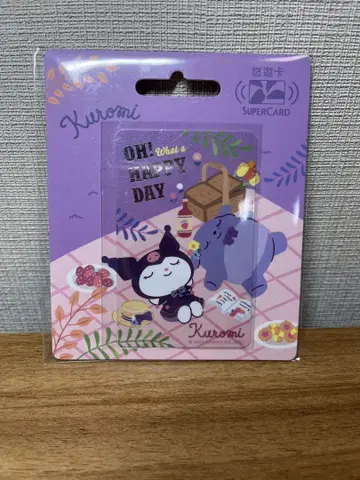 悠遊卡
SUPERCARD
Kuromi
OH! What a
HAPPY
DAY
Kuromi